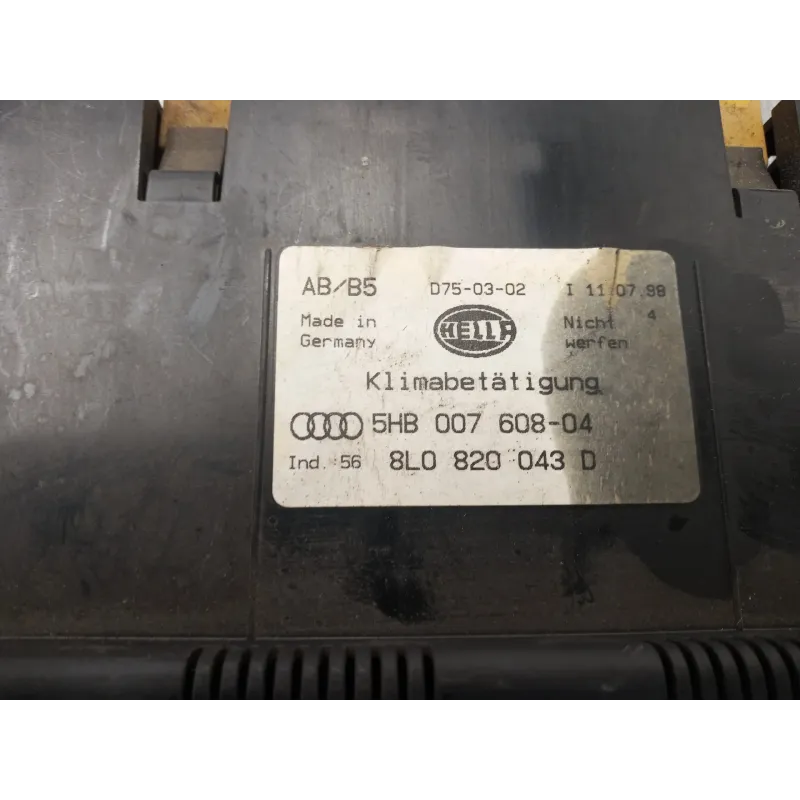 AB/B5 D75-03-02 I 11.07.98
Made in HELLA Nicht 4
Germany werfen
Klimabetätigung
5HB 007 608-04
Ind. 56 8L0 820 043 D